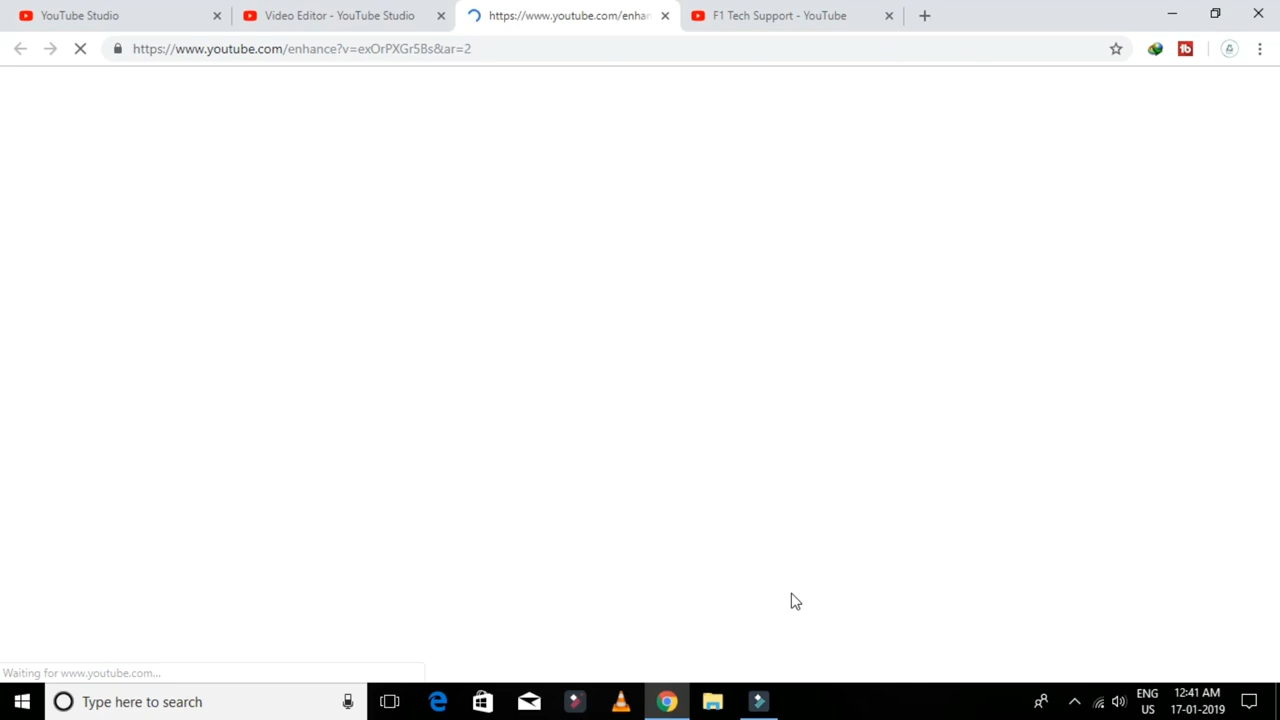 YouTube Studio
Video Editor - YouTube Studio
https://www.youtube.com/enhan
F1 Tech Support - YouTube
https://www.youtube.com/enhance?v=exOrPXGr5Bs&ar=2
Waiting for www.youtube.com...
Type here to search
ENG
US
12:41 AM
17-01-2019